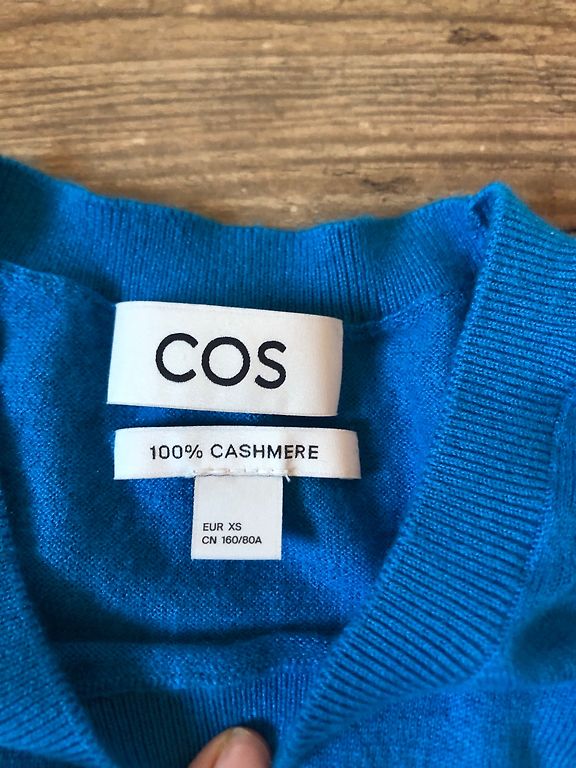 COS
100% CASHMERE
EUR XS
CN 160/80A